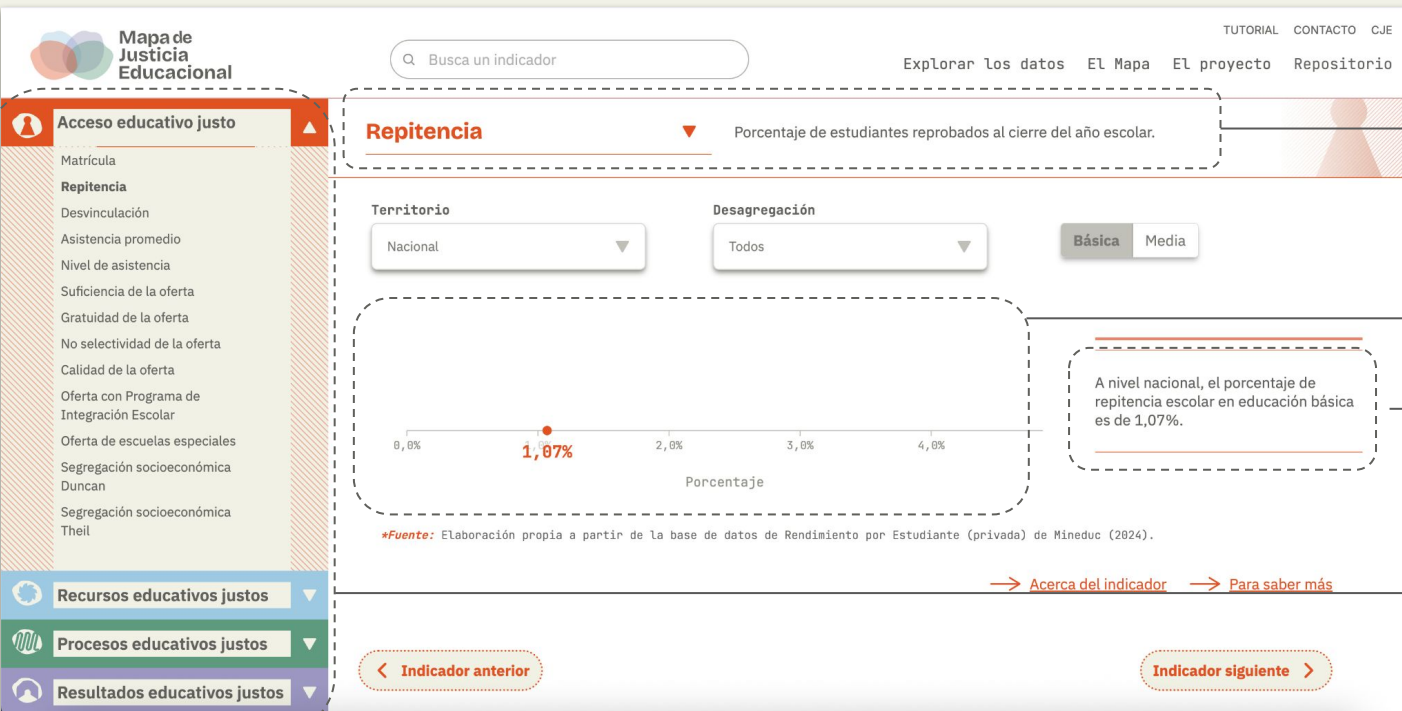 Mapa de
Justicia
Educacional
Busca un indicador
TUTORIAL CONTACTO CJE
Explorar los datos El Mapa El proyecto Repositorio
Acceso educativo justo
Matrícula
Repitencia
Desvinculación
Asistencia promedio
Nivel de asistencia
Suficiencia de la oferta
Gratuidad de la oferta
No selectividad de la oferta
Calidad de la oferta
Oferta con Programa de
Integración Escolar
Oferta de escuelas especiales
Segregación socioeconómica
Duncan
Segregación socioeconómica
Theil
Recursos educativos justos
Procesos educativos justos
Resultados educativos justos
Repitencia
Porcentaje de estudiantes reprobados al cierre del año escolar.
Territorio
Nacional
Desagregación
Todos
Básica Media
0,0% 1,0% 2,0% 3,0% 4,0%
1,07%
Porcentaje
A nivel nacional, el porcentaje de
repitencia escolar en educación básica
es de 1,07%.
*Fuente: Elaboración propia a partir de la base de datos de Rendimiento por Estudiante (privada) de Mineduc (2024).
Acerca del indicador Para saber más
Indicador anterior
Indicador siguiente